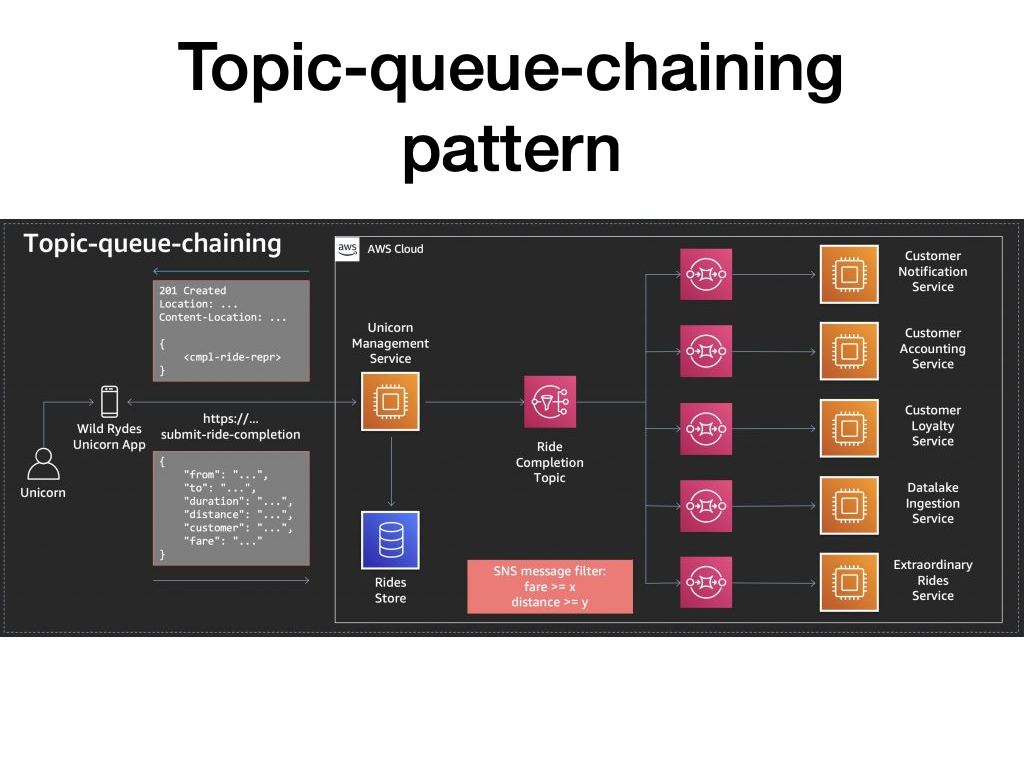 Topic-queue-chaining
pattern
Topic-queue-chaining
aws
AWS Cloud
201 Created
Location: ...
Content-Location: ...
{
<cmpl-ride-repr>
}
Unicorn
Management
Service
Wild Rydes
Unicorn App
https://...
submit-ride-completion
Unicorn
{
"from": "...",
"to": "...",
"duration": "...",
"distance": "...",
"customer": "...",
"fare": "..."
}
Rides
Store
Ride
Completion
Topic
SNS message filter:
fare >= x
distance >= y
Customer
Notification
Service
Customer
Accounting
Service
Customer
Loyalty
Service
Datalake
Ingestion
Service
Extraordinary
Rides
Service